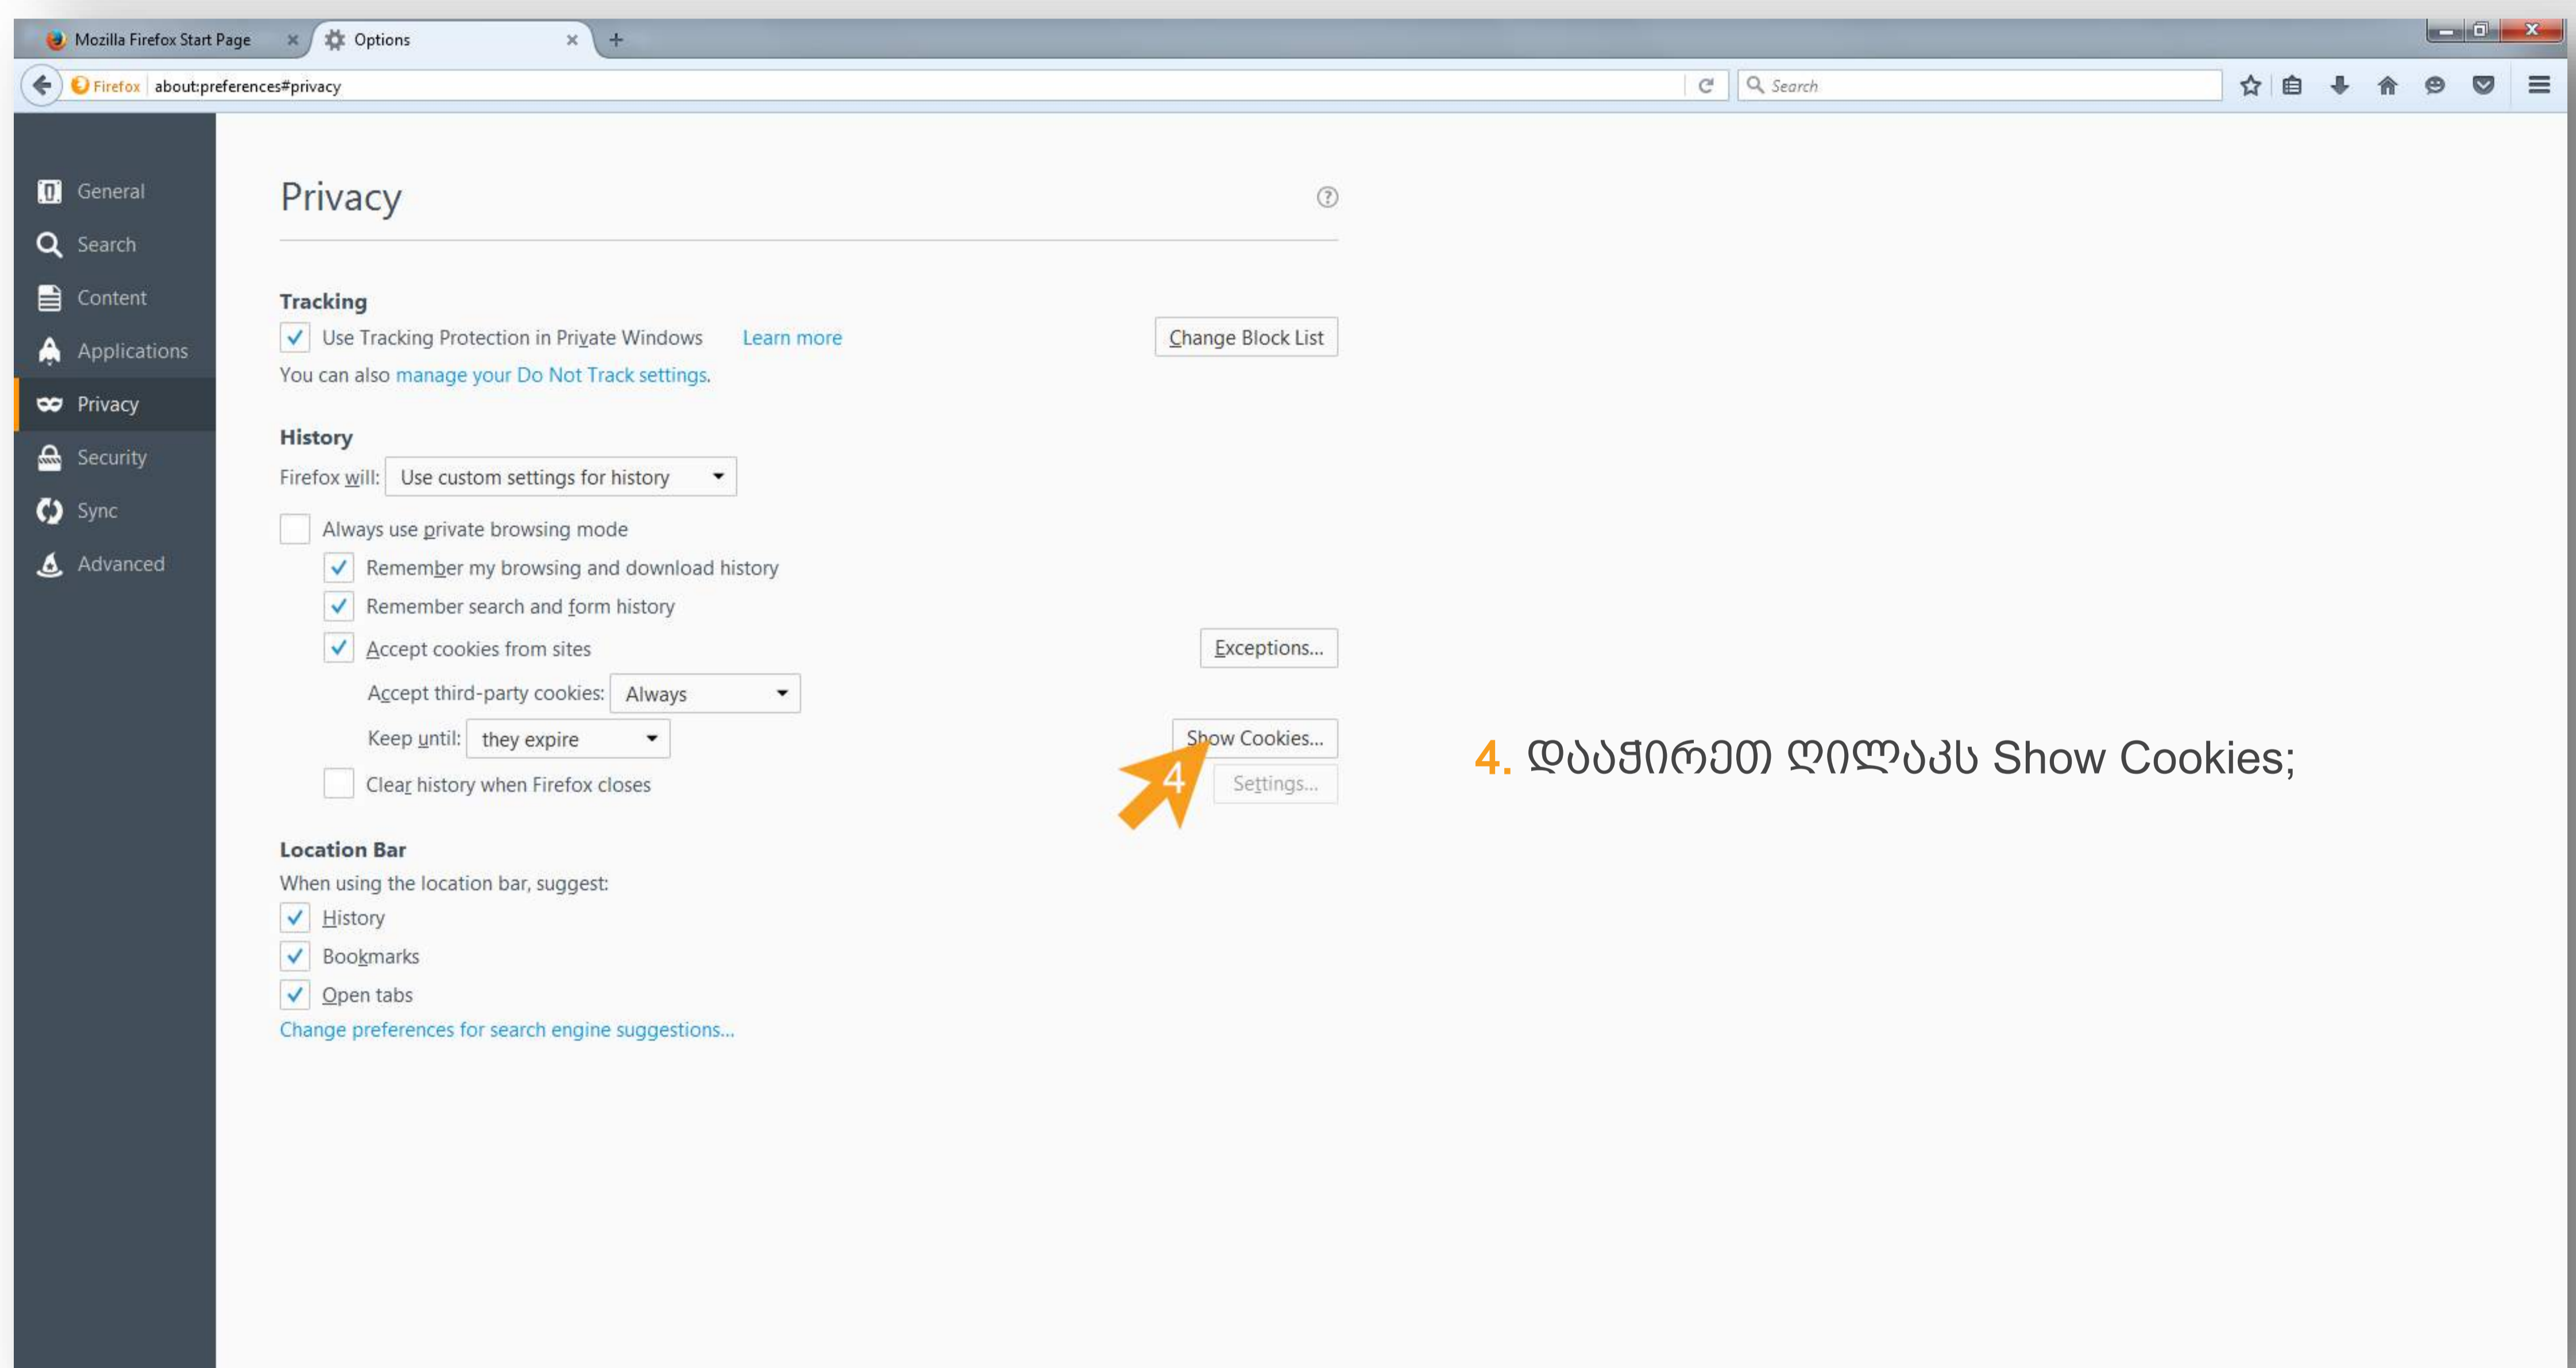 Mozilla Firefox Start Page
Options
Firefox about:preferences#privacy
Search
General
Search
Content
Applications
Privacy
Security
Sync
Advanced
Privacy
Tracking
Use Tracking Protection in Private Windows Learn more Change Block List
You can also manage your Do Not Track settings.
History
Firefox will: Use custom settings for history
Always use private browsing mode
Remember my browsing and download history
Remember search and form history
Accept cookies from sites Exceptions...
Accept third-party cookies: Always
Keep until: they expire Show Cookies...
Clear history when Firefox closes Settings...
4
4. დააჭირეთ ღილაკს Show Cookies;
Location Bar
When using the location bar, suggest:
History
Bookmarks
Open tabs
Change preferences for search engine suggestions...